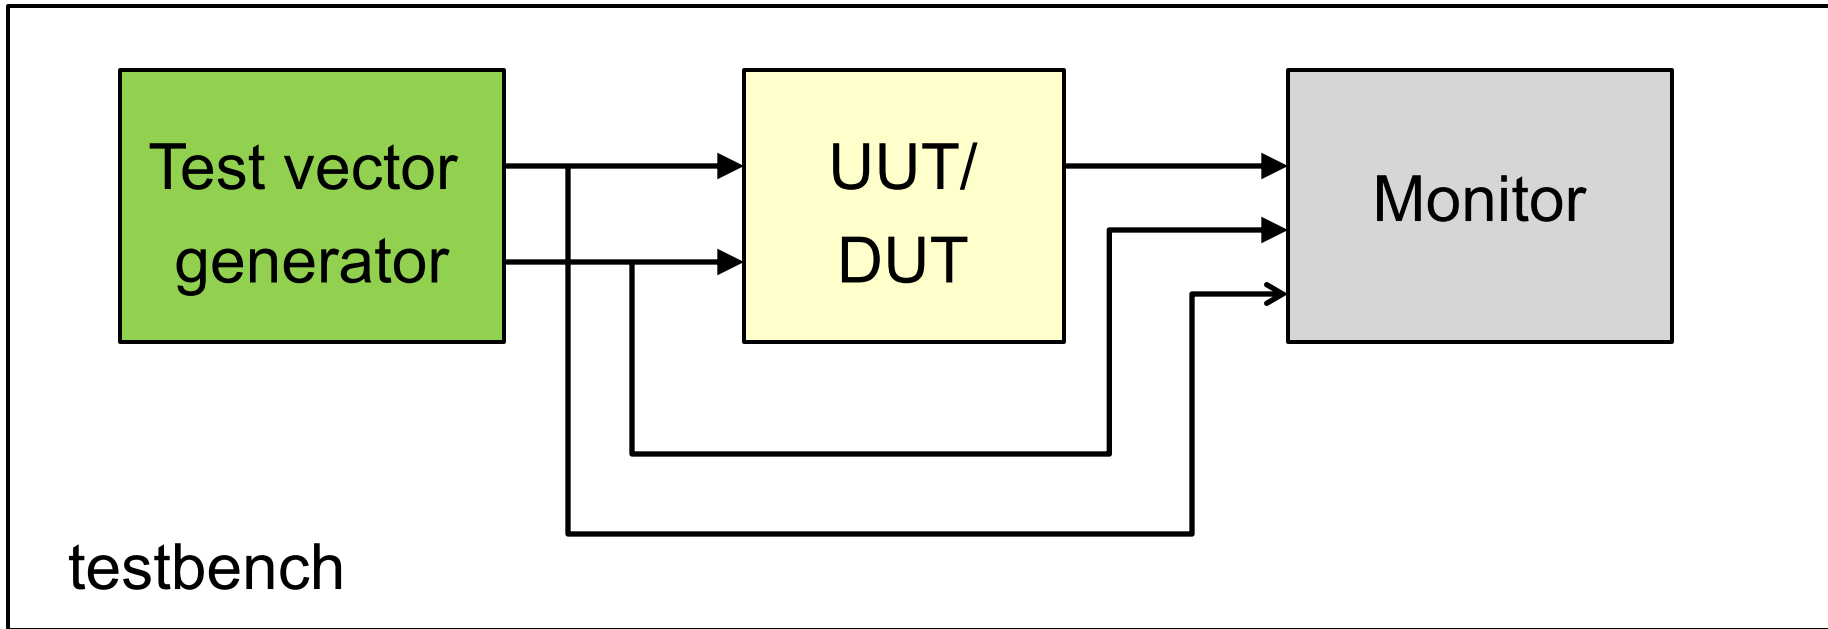 Test vector
generator
UUT/
DUT
Monitor
testbench